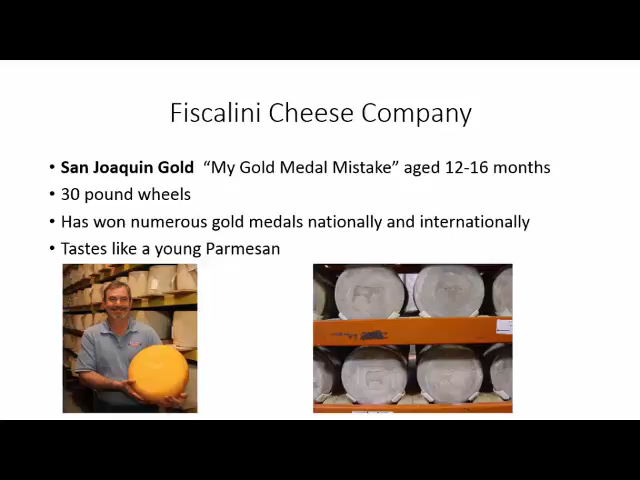 Fiscalini Cheese Company
• San Joaquin Gold “My Gold Medal Mistake” aged 12-16 months
• 30 pound wheels
• Has won numerous gold medals nationally and internationally
• Tastes like a young Parmesan